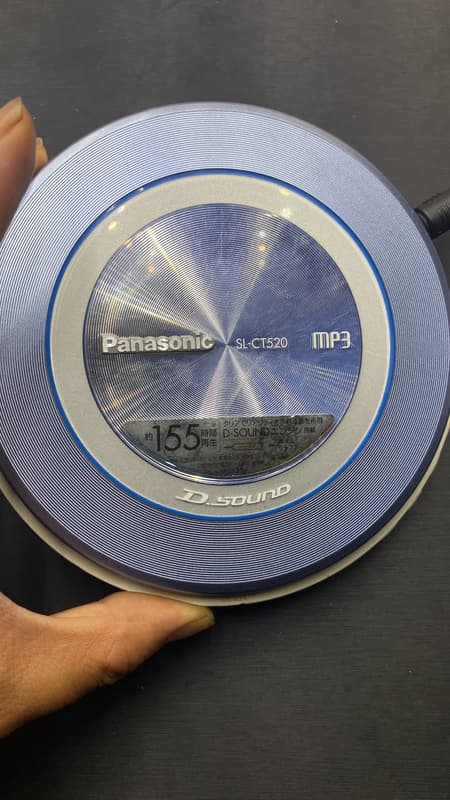 Panasonic SL-CT520 MP3
約155時間再生
D-SOUND
D.SOUND